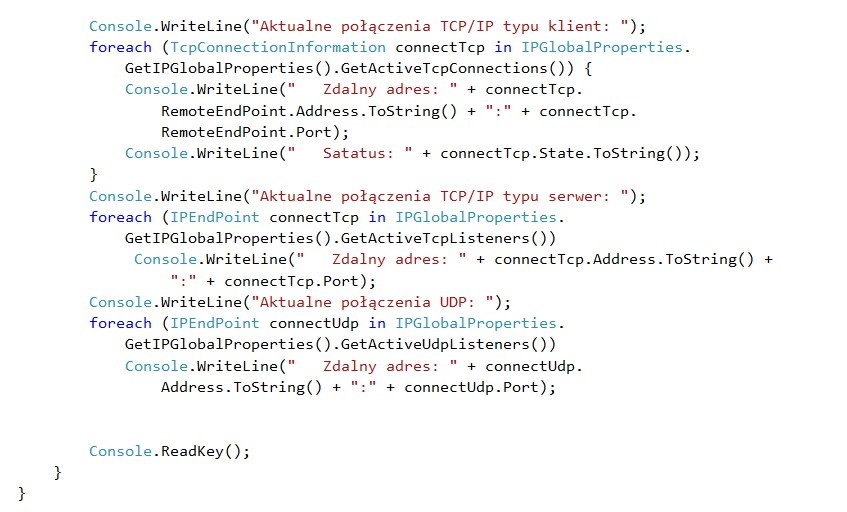 Console.WriteLine("Aktualne połączenia TCP/IP typu klient: ");
foreach (TcpConnectionInformation connectTcp in IPGlobalProperties.
GetIPGlobalProperties().GetActiveTcpConnections()) {
Console.WriteLine("   Zdalny adres: " + connectTcp.
RemoteEndPoint.Address.ToString() + ":" + connectTcp.
RemoteEndPoint.Port);
Console.WriteLine("   Satatus: " + connectTcp.State.ToString());
}
Console.WriteLine("Aktualne połączenia TCP/IP typu serwer: ");
foreach (IPEndPoint connectTcp in IPGlobalProperties.
GetIPGlobalProperties().GetActiveTcpListeners())
Console.WriteLine("   Zdalny adres: " + connectTcp.Address.ToString() +
":" + connectTcp.Port);
Console.WriteLine("Aktualne połączenia UDP: ");
foreach (IPEndPoint connectUdp in IPGlobalProperties.
GetIPGlobalProperties().GetActiveUdpListeners())
Console.WriteLine("   Zdalny adres: " + connectUdp.
Address.ToString() + ":" + connectUdp.Port);
Console.ReadKey();
}
}